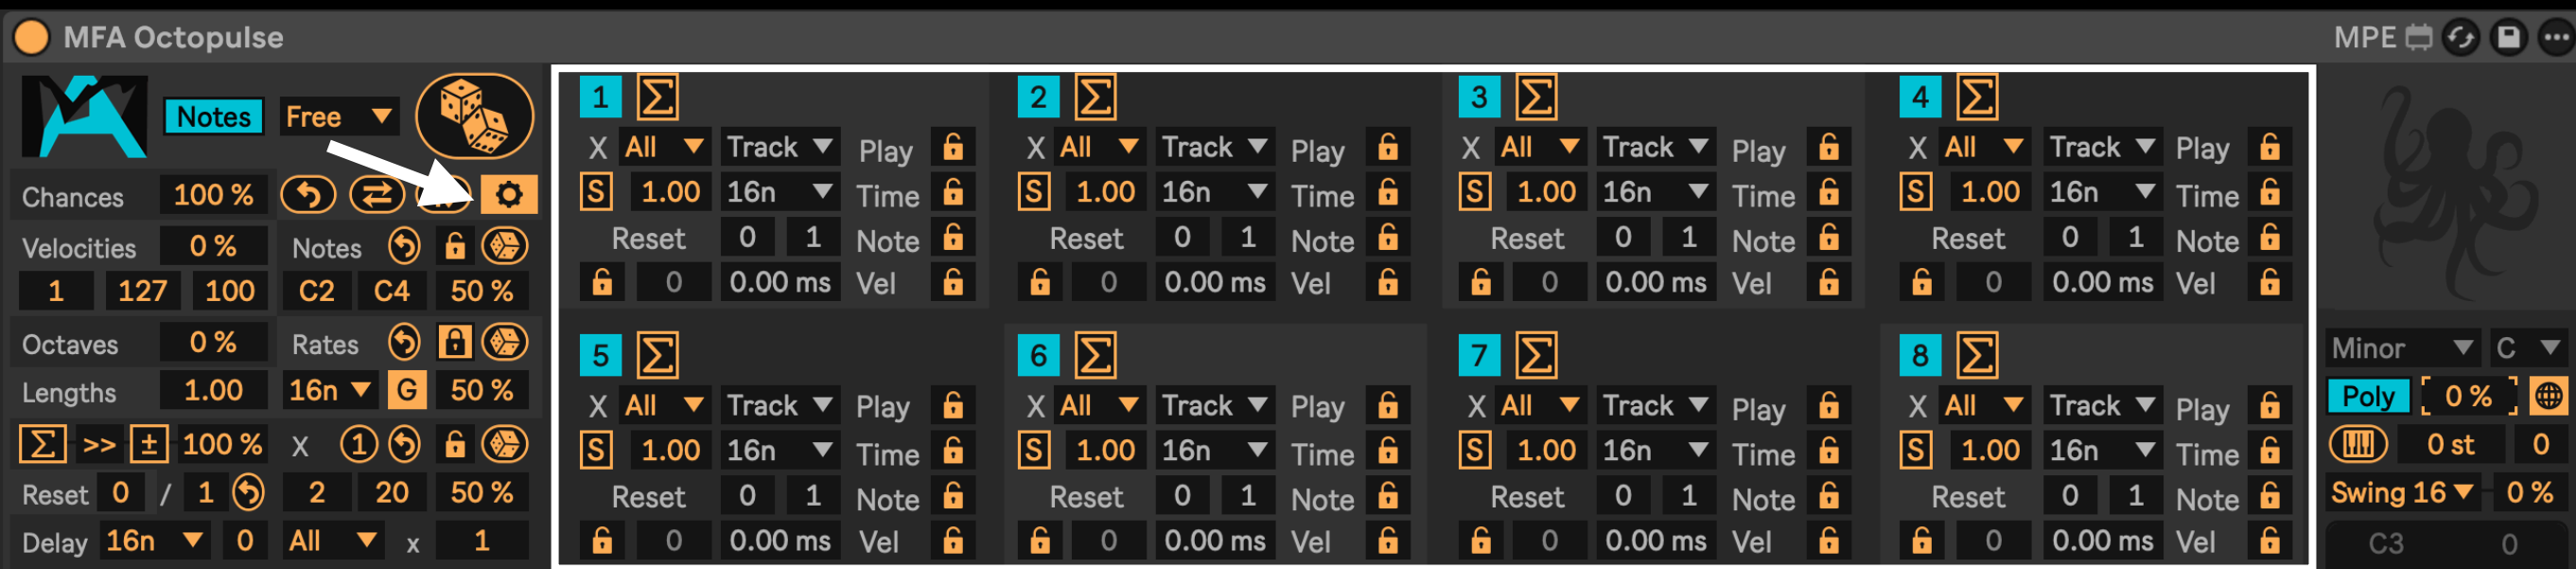 MFA Octopulse MPE
Notes Free
Chances 100 %
Velocities 0 % Notes
1 127 100 C2 C4 50 %
Octaves 0 % Rates
Lengths 1.00 16n G 50 %
Σ >> ± 100 % X 1
Reset 0 / 1 2 20 50 %
Delay 16n 0 All x 1
1 Σ
X All Track Play
S 1.00 16n Time
Reset 0 1 Note
0 0.00 ms Vel
2 Σ
X All Track Play
S 1.00 16n Time
Reset 0 1 Note
0 0.00 ms Vel
3 Σ
X All Track Play
S 1.00 16n Time
Reset 0 1 Note
0 0.00 ms Vel
4 Σ
X All Track Play
S 1.00 16n Time
Reset 0 1 Note
0 0.00 ms Vel
5 Σ
X All Track Play
S 1.00 16n Time
Reset 0 1 Note
0 0.00 ms Vel
6 Σ
X All Track Play
S 1.00 16n Time
Reset 0 1 Note
0 0.00 ms Vel
7 Σ
X All Track Play
S 1.00 16n Time
Reset 0 1 Note
0 0.00 ms Vel
8 Σ
X All Track Play
S 1.00 16n Time
Reset 0 1 Note
0 0.00 ms Vel
Minor C
Poly 0 %
0 st 0
Swing 16 0 %
C3 0